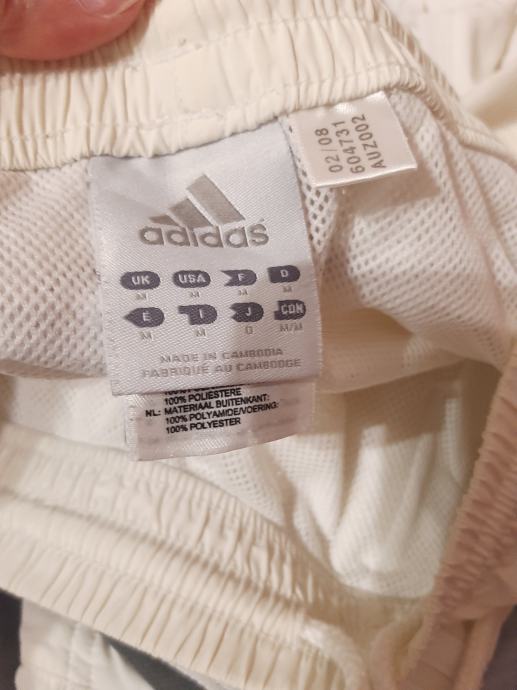 02/08
604731
AUZ002
adidas
UK USA F D
M M M M
E I J CDN
M M O M/M
MADE IN CAMBODIA
FABRIQUÉ AU CAMBODGE
100% POLIESTERE
NL: MATERIAAL BUITENKANT:
100% POLYAMIDE/VOERING:
100% POLYESTER